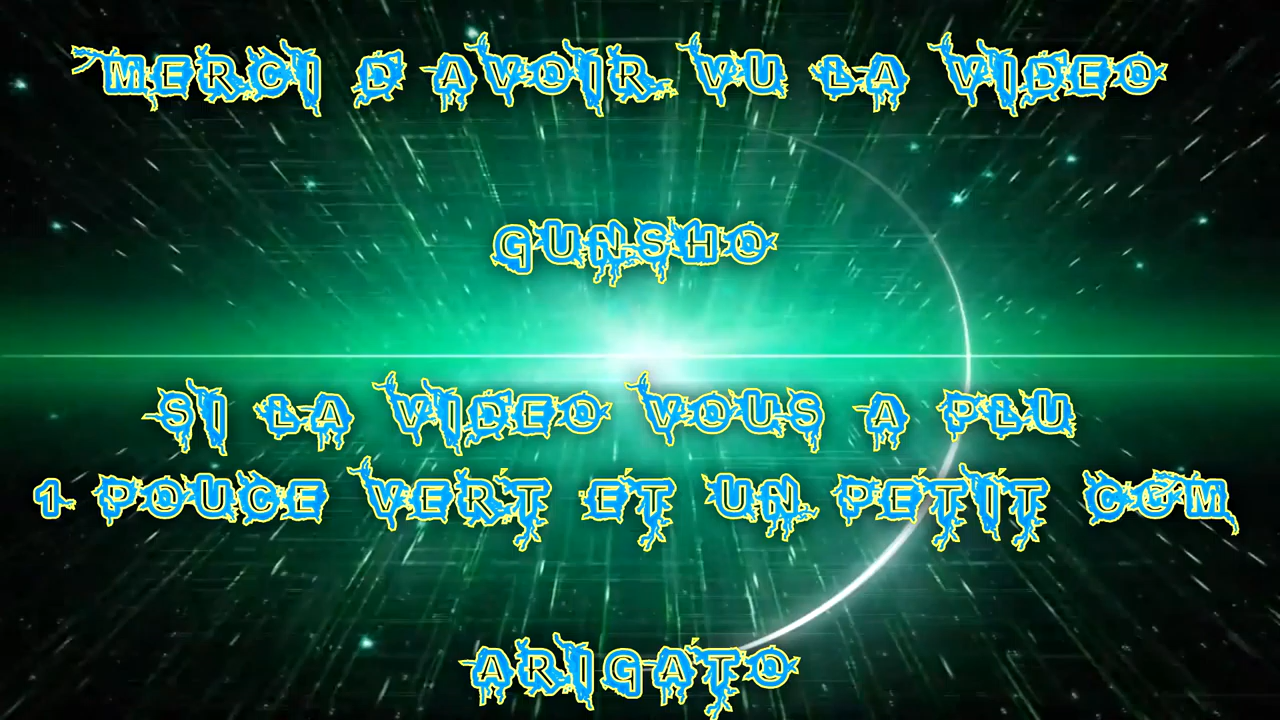 MERCI D AVOIR VU LA VIDEO
GUNSHO
SI LA VIDEO VOUS A PLU
1 POUCE VERT ET UN PETIT COM
ARIGATO